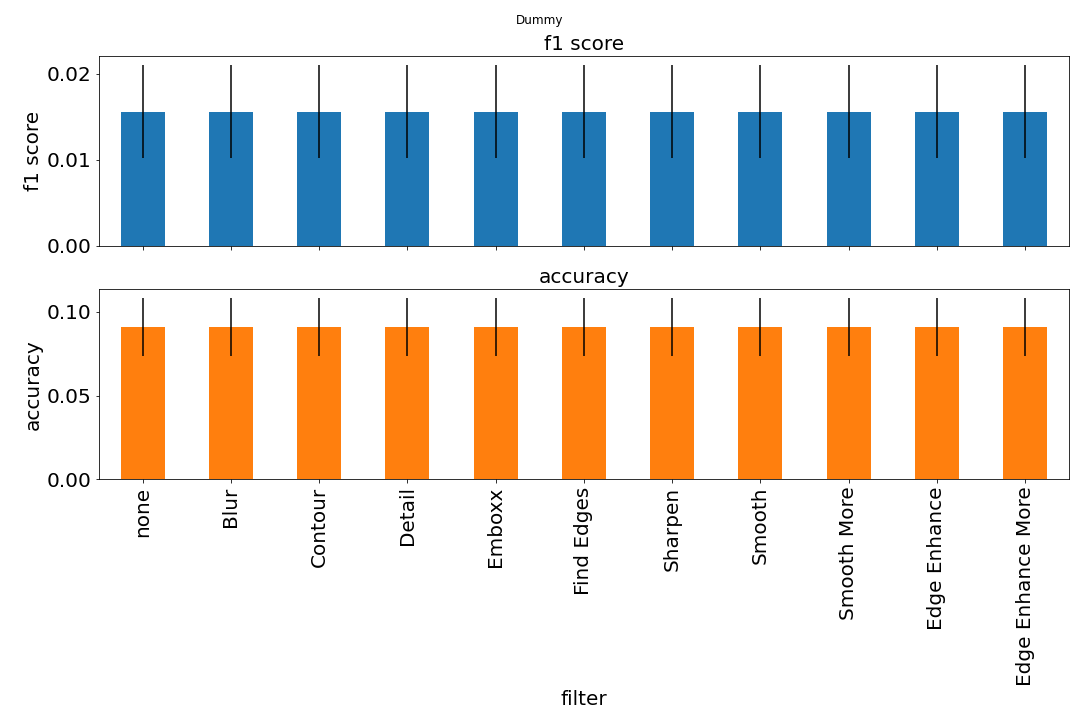 Dummy
f1 score
0.02
0.01
0.00
f1 score
accuracy
0.10
0.05
0.00
accuracy
none
Blur
Contour
Detail
Emboxx
Find Edges
Sharpen
Smooth
Smooth More
Edge Enhance
Edge Enhance More
filter